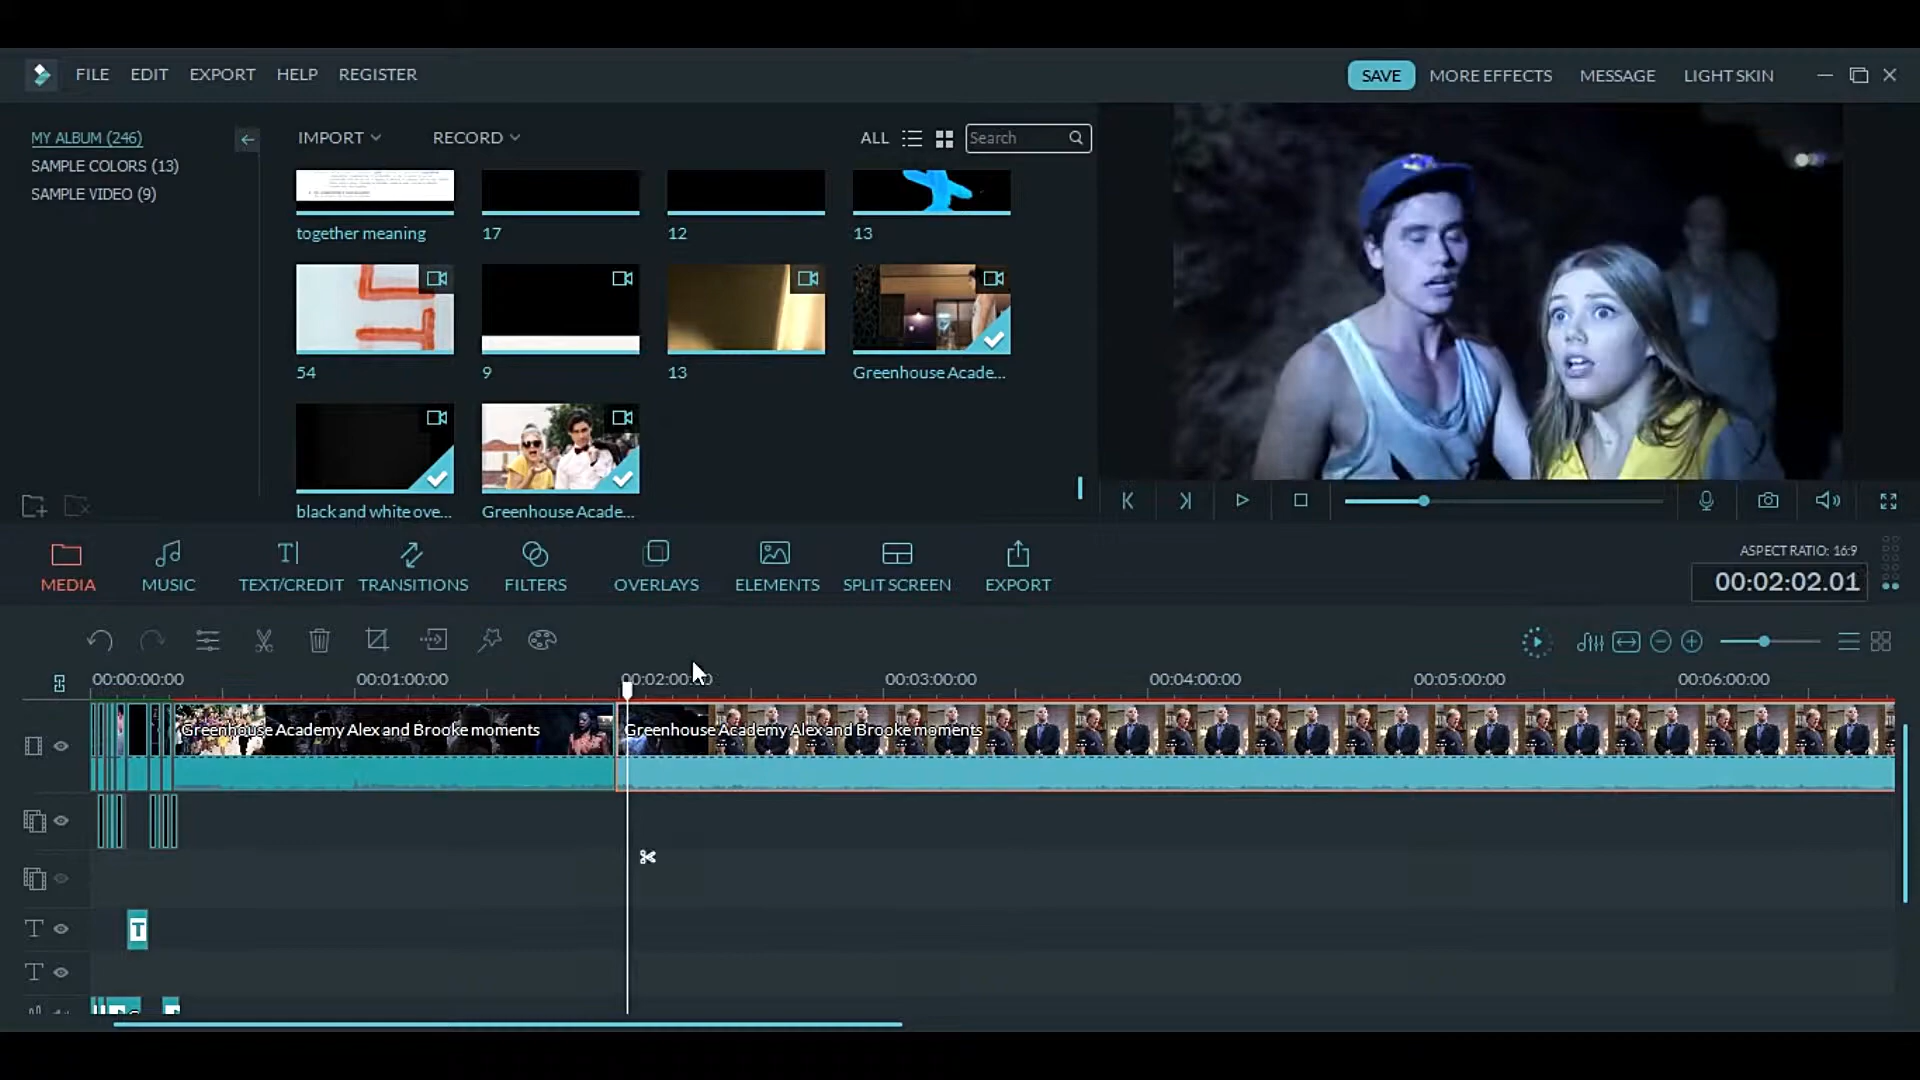 FILE EDIT EXPORT HELP REGISTER SAVE MORE EFFECTS MESSAGE LIGHT SKIN
MY ALBUM (246) IMPORT RECORD ALL Search
SAMPLE COLORS (13)
SAMPLE VIDEO (9)
together meaning 17 12 13
54 9 13 Greenhouse Acade...
black and white ove... Greenhouse Acade...
ASPECT RATIO: 16:9
MEDIA MUSIC TEXT/CREDIT TRANSITIONS FILTERS OVERLAYS ELEMENTS SPLIT SCREEN EXPORT 00:02:02.01
00:00:00:00 00:01:00:00 00:02:00:00 00:03:00:00 00:04:00:00 00:05:00:00 00:06:00:00
Greenhouse Academy Alex and Brooke moments Greenhouse Academy Alex and Brooke moments
T T
T